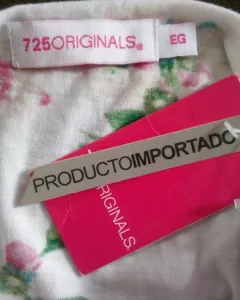 725ORIGINALS®
EG
PRODUCTOIMPORTADO
ORIGINALS.